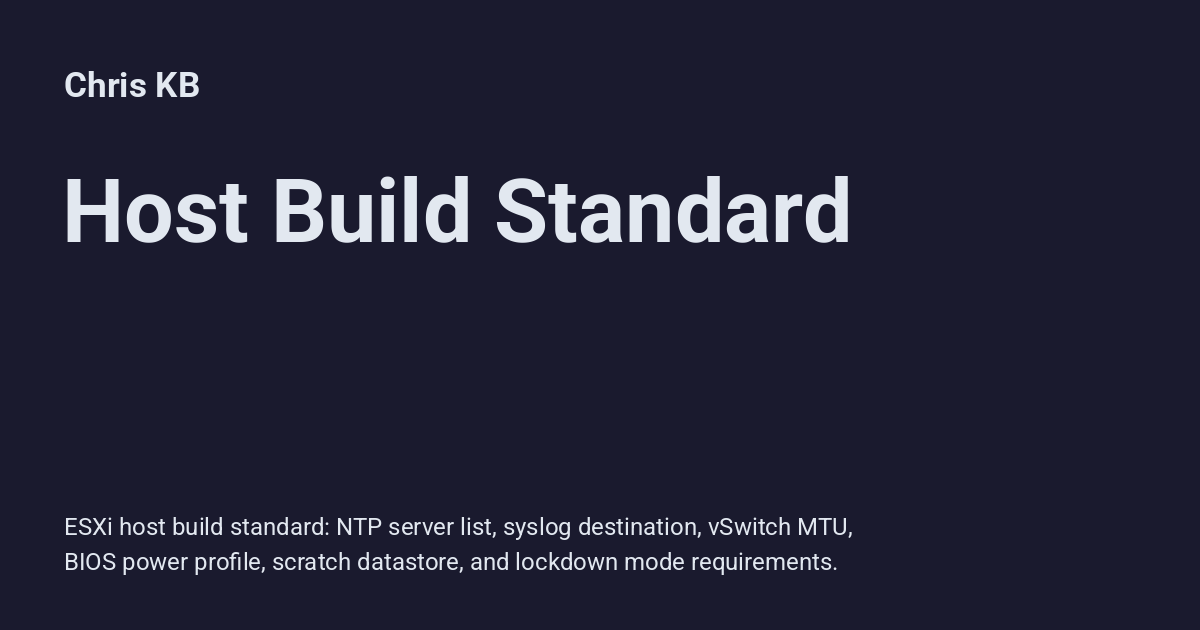 Chris KB
Host Build Standard
ESXi host build standard: NTP server list, syslog destination, vSwitch MTU,
BIOS power profile, scratch datastore, and lockdown mode requirements.